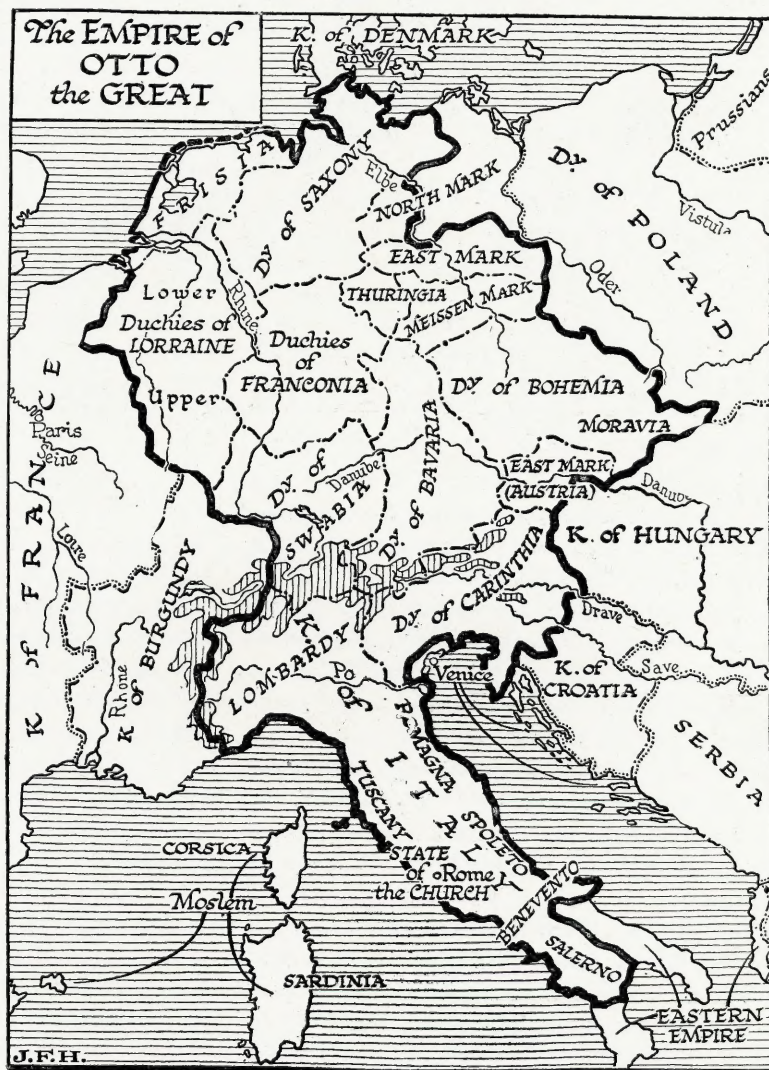 The EMPIRE of
OTTO
the GREAT
K. of DENMARK
Prussians
FRISIA
Dy. of SAXONY
Elbe
NORTH MARK
Dy. of POLAND
Vistula
Oder
EAST MARK
THURINGIA
MEISSEN MARK
Lower
Duchies of
LORRAINE
Upper
Rhine
Duchies
of
FRANCONIA
Dy. of BOHEMIA
MORAVIA
K of FRANCE
Paris
Seine
Loire
Dy. of
SWABIA
Danube
Dy. of BAVARIA
EAST MARK
(AUSTRIA)
Danube
K. of HUNGARY
K of BURGUNDY
Rhone
Dy. of CARINTHIA
Drave
Save
K. of ITALY
LOMBARDY
Po
Venice
K. of
CROATIA
SERBIA
ROMAGNA
TUSCANY
SPOLETO
STATE
of Rome
the CHURCH
BENEVENTO
SALERNO
CORSICA
Moslem
SARDINIA
EASTERN
EMPIRE
J.F.H.